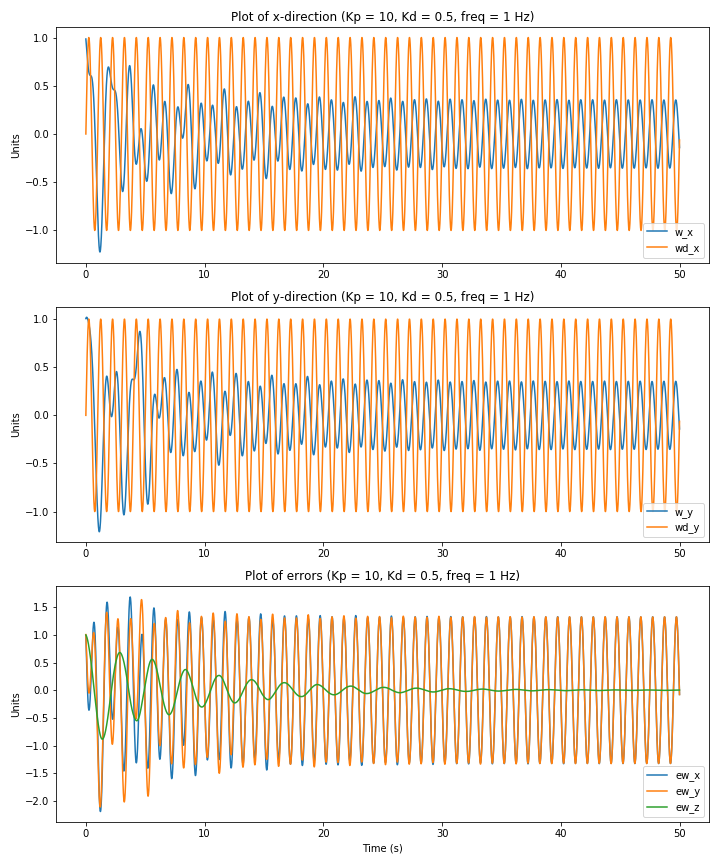 Plot of x-direction (Kp = 10, Kd = 0.5, freq = 1 Hz)
1.0
0.5
0.0
−0.5
−1.0
Units
w_x
wd_x
0 10 20 30 40 50
Plot of y-direction (Kp = 10, Kd = 0.5, freq = 1 Hz)
1.0
0.5
0.0
−0.5
−1.0
Units
w_y
wd_y
0 10 20 30 40 50
Plot of errors (Kp = 10, Kd = 0.5, freq = 1 Hz)
1.5
1.0
0.5
0.0
−0.5
−1.0
−1.5
−2.0
Units
ew_x
ew_y
ew_z
0 10 20 30 40 50
Time (s)